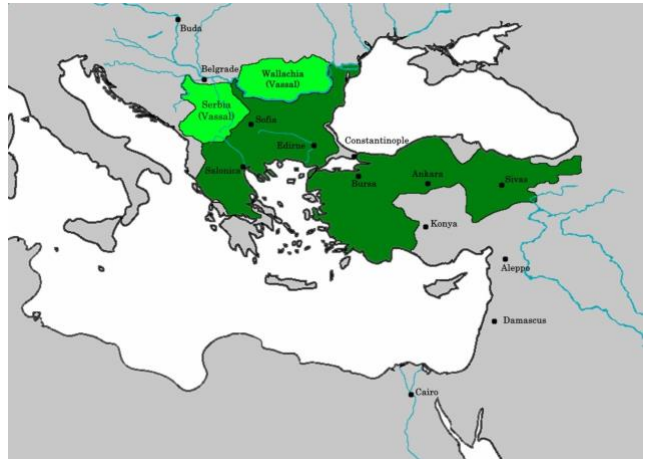 Buda
Belgrade
Wallachia
(Vassal)
Serbia
(Vassal)
Sofia
Constantinople
Edirne
Salonica
Bursa
Ankara
Sivas
Konya
Aleppo
Damascus
Cairo